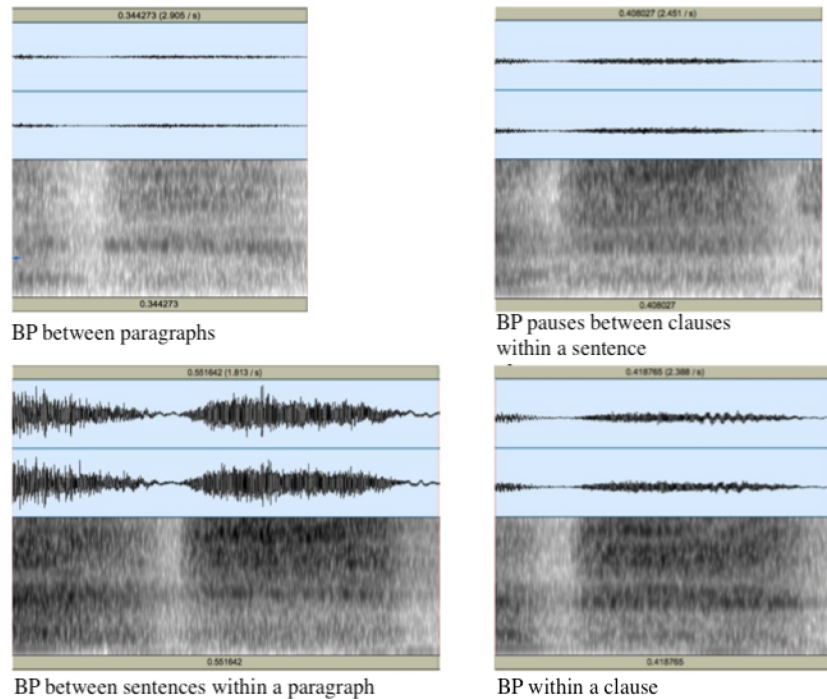 0.344273 (2.905 / s)
0.344273
BP between paragraphs
0.408027 (2.451 / s)
0.408027
BP pauses between clauses
within a sentence
0.551642 (1.813 / s)
0.551642
BP between sentences within a paragraph
0.418765 (2.388 / s)
0.418765
BP within a clause